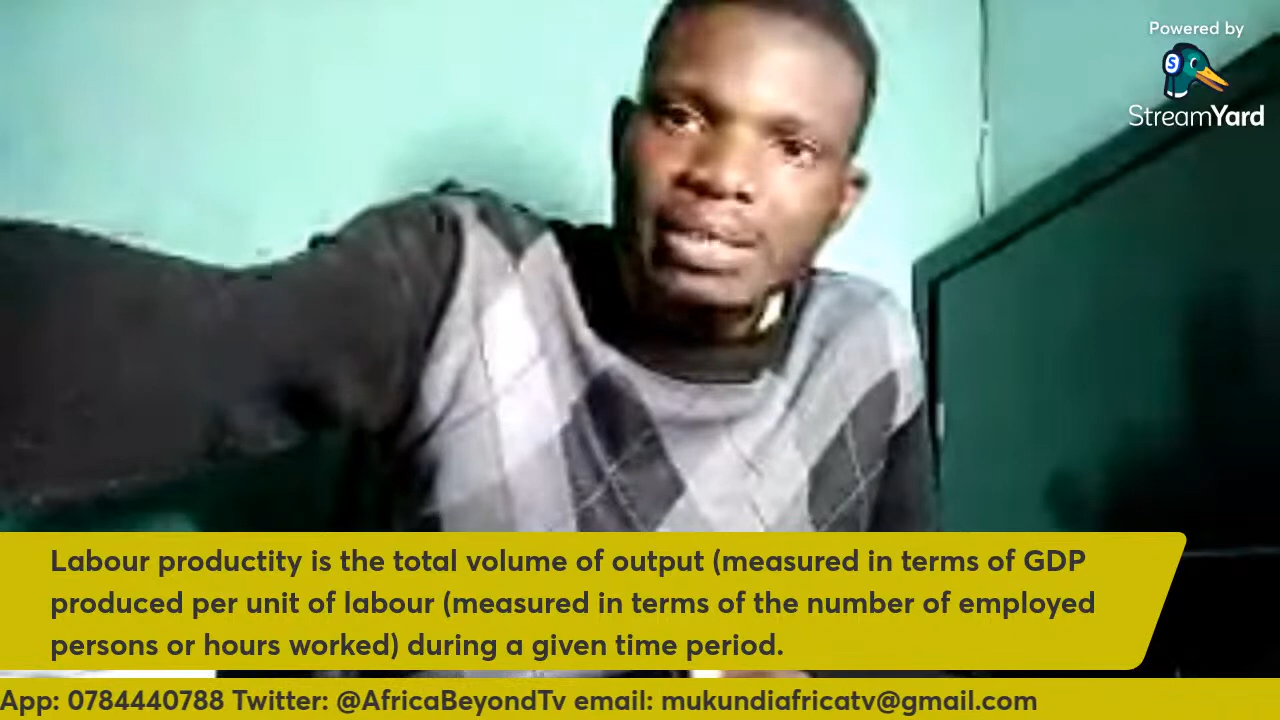 Powered by
S
StreamYard
Labour productity is the total volume of output (measured in terms of GDP
produced per unit of labour (measured in terms of the number of employed
persons or hours worked) during a given time period.
App: 0784440788 Twitter: @AfricaBeyondTv email: mukundiafricatv@gmail.com